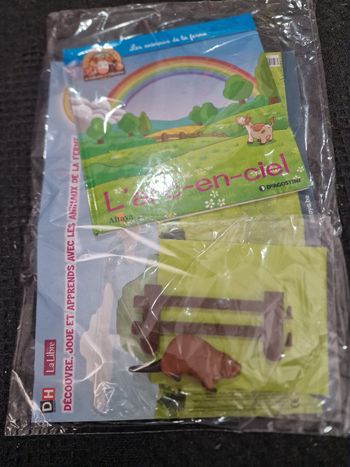 Les animaux de la ferme
L'arc-en-ciel
Altaya
DeAGOSTINI
DÉCOUVRE, JOUE ET APPRENDS AVEC LES ANIMAUX DE LA FERME
DH
La Libre